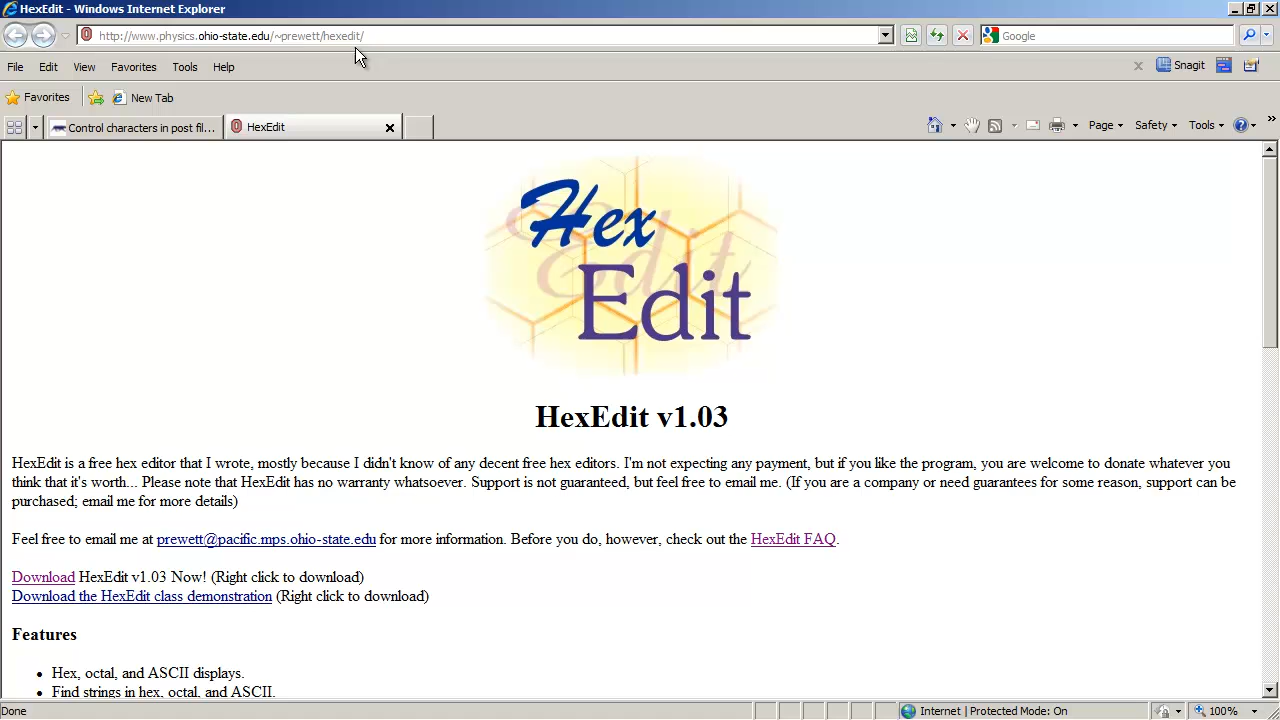 HexEdit - Windows Internet Explorer
http://www.physics.ohio-state.edu/~prewett/hexedit/
Google
File Edit View Favorites Tools Help
Snagit
Favorites New Tab
Control characters in post fil...
HexEdit
Page Safety Tools
Hex
Edit
Edit
HexEdit v1.03
HexEdit is a free hex editor that I wrote, mostly because I didn't know of any decent free hex editors. I'm not expecting any payment, but if you like the program, you are welcome to donate whatever you
think that it's worth... Please note that HexEdit has no warranty whatsoever. Support is not guaranteed, but feel free to email me. (If you are a company or need guarantees for some reason, support can be
purchased; email me for more details)
Feel free to email me at prewett@pacific.mps.ohio-state.edu for more information. Before you do, however, check out the HexEdit FAQ.
Download HexEdit v1.03 Now! (Right click to download)
Download the HexEdit class demonstration (Right click to download)
Features
Hex, octal, and ASCII displays.
Find strings in hex, octal, and ASCII.
Done
Internet | Protected Mode: On
100%